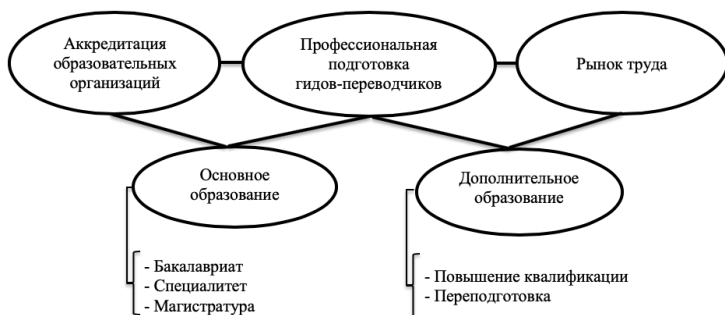 Аккредитация
образовательных
организаций
Профессиональная
подготовка
гидов-переводчиков
Рынок труда
Основное
образование
Дополнительное
образование
- Бакалавриат
- Специалитет
- Магистратура
- Повышение квалификации
- Переподготовка